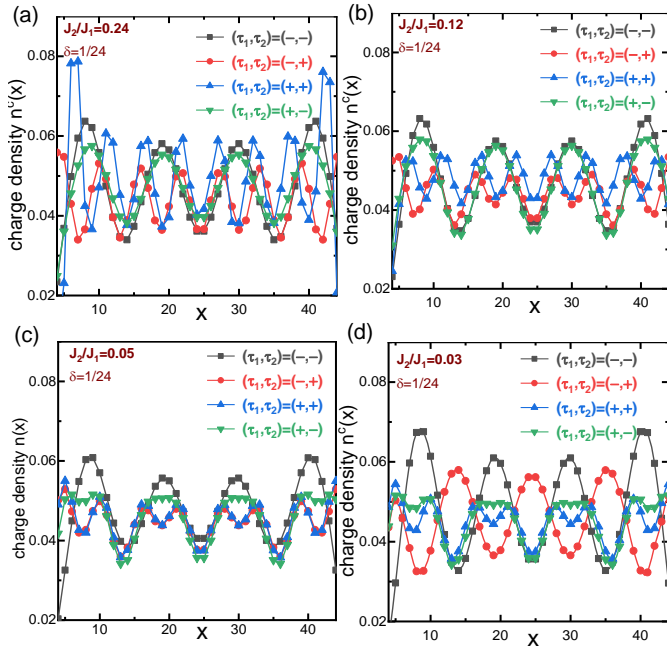 (a)
J₂/J₁=0.24
δ=1/24
(τ₁,τ₂)=(−,−)
(τ₁,τ₂)=(−,+)
(τ₁,τ₂)=(+,+)
(τ₁,τ₂)=(+,−)
charge density nᶜ(x)
0.08
0.06
0.04
0.02
10 20 30 40
x
(b)
J₂/J₁=0.12
δ=1/24
(τ₁,τ₂)=(−,−)
(τ₁,τ₂)=(−,+)
(τ₁,τ₂)=(+,+)
(τ₁,τ₂)=(+,−)
charge density nᶜ(x)
0.08
0.06
0.04
0.02
10 20 30 40
x
(c)
J₂/J₁=0.05
δ=1/24
(τ₁,τ₂)=(−,−)
(τ₁,τ₂)=(−,+)
(τ₁,τ₂)=(+,+)
(τ₁,τ₂)=(+,−)
charge density n(x)
0.08
0.06
0.04
0.02
10 20 30 40
x
(d)
J₂/J₁=0.03
δ=1/24
(τ₁,τ₂)=(−,−)
(τ₁,τ₂)=(−,+)
(τ₁,τ₂)=(+,+)
(τ₁,τ₂)=(+,−)
charge density nᶜ(x)
0.08
0.06
0.04
0.02
10 20 30 40
x